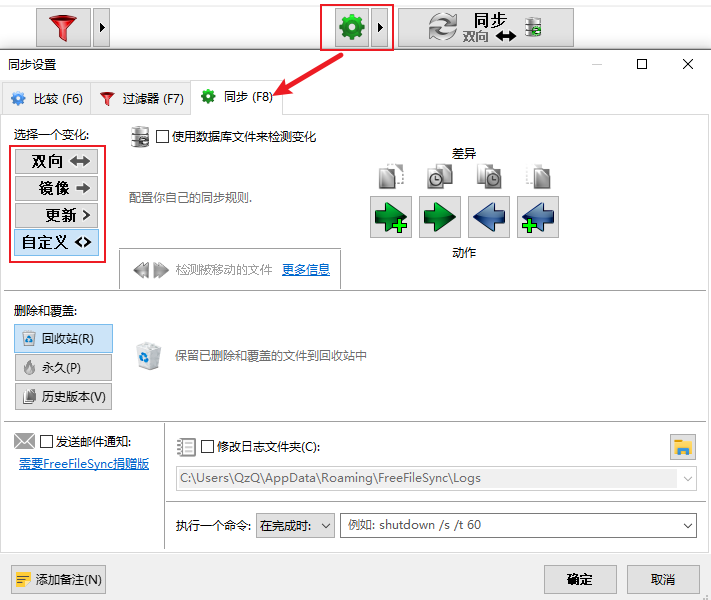 同步
双向
同步设置
比较 (F6)
过滤器 (F7)
同步 (F8)
选择一个变化:
使用数据库文件来检测变化
差异
双向
镜像
更新
自定义
配置你自己的同步规则.
动作
检测被移动的文件 更多信息
删除和覆盖:
回收站(R)
永久(P)
历史版本(V)
保留已删除和覆盖的文件到回收站中
发送邮件通知:
需要FreeFileSync捐赠版
修改日志文件夹(C):
C:\Users\QzQ\AppData\Roaming\FreeFileSync\Logs
执行一个命令: 在完成时: 例如: shutdown /s /t 60
添加备注(N)
确定
取消